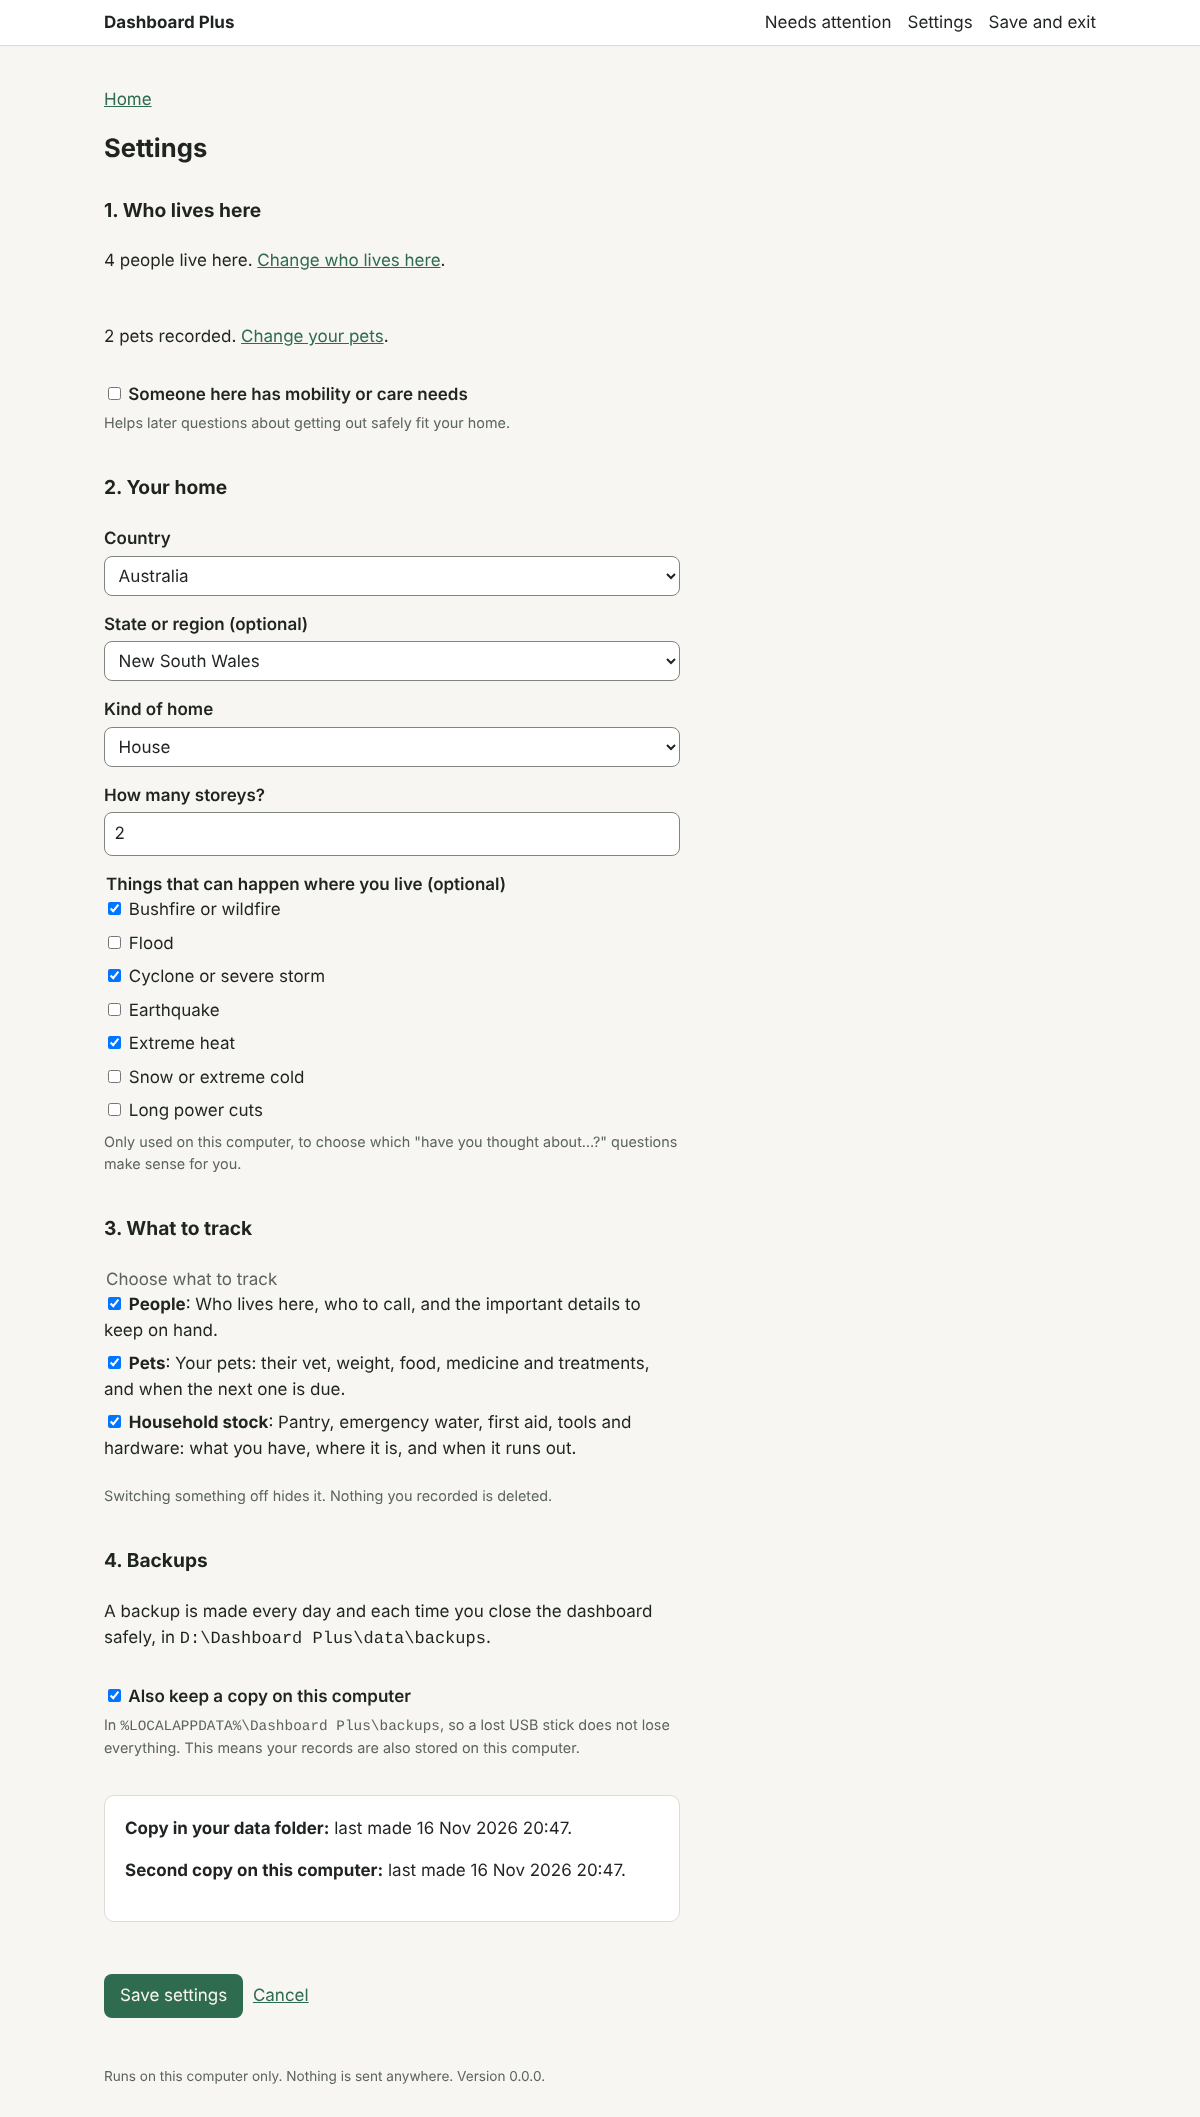 Dashboard Plus
Needs attention Settings Save and exit
Home
Settings
1. Who lives here
4 people live here. Change who lives here.
2 pets recorded. Change your pets.
Someone here has mobility or care needs
Helps later questions about getting out safely fit your home.
2. Your home
Country
Australia
State or region (optional)
New South Wales
Kind of home
House
How many storeys?
2
Things that can happen where you live (optional)
Bushfire or wildfire
Flood
Cyclone or severe storm
Earthquake
Extreme heat
Snow or extreme cold
Long power cuts
Only used on this computer, to choose which "have you thought about...?" questions
make sense for you.
3. What to track
Choose what to track
People: Who lives here, who to call, and the important details to
keep on hand.
Pets: Your pets: their vet, weight, food, medicine and treatments,
and when the next one is due.
Household stock: Pantry, emergency water, first aid, tools and
hardware: what you have, where it is, and when it runs out.
Switching something off hides it. Nothing you recorded is deleted.
4. Backups
A backup is made every day and each time you close the dashboard
safely, in D:\Dashboard Plus\data\backups.
Also keep a copy on this computer
In %LOCALAPPDATA%\Dashboard Plus\backups, so a lost USB stick does not lose
everything. This means your records are also stored on this computer.
Copy in your data folder: last made 16 Nov 2026 20:47.
Second copy on this computer: last made 16 Nov 2026 20:47.
Save settings Cancel
Runs on this computer only. Nothing is sent anywhere. Version 0.0.0.